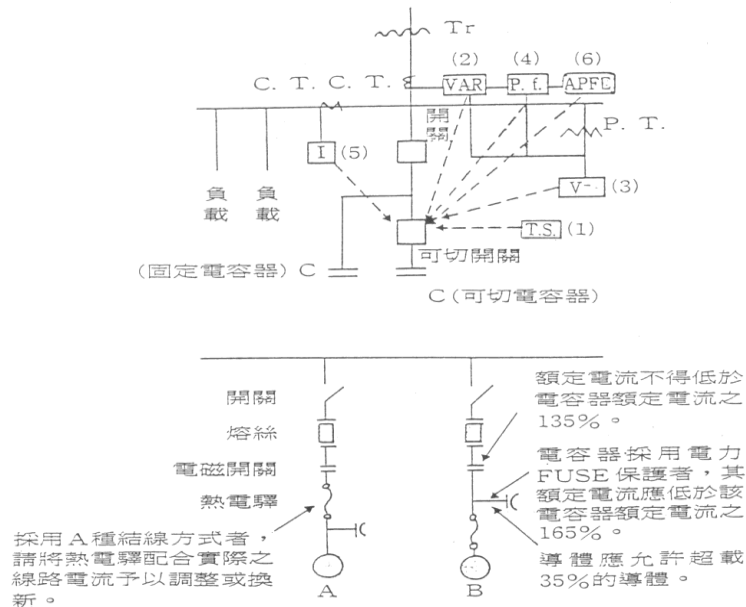 Tr
(2) (4) (6)
C. T. C. T. VAR P. f. APFC
開
關
P. T.
I (5)
V- (3)
負
載
負
載
T.S. (1)
可切開關
(固定電容器) C
C (可切電容器)
開關
熔絲
電磁開關
熱電驛
採用A種結線方式者，
請將熱電驛配合實際之
線路電流予以調整或換
新。
A
B
額定電流不得低於
電容器額定電流之
135%。
電容器採用電力
FUSE 保護者，其
額定電流應低於該
電容器額定電流之
165%。
導體應允許超載
35%的導體。